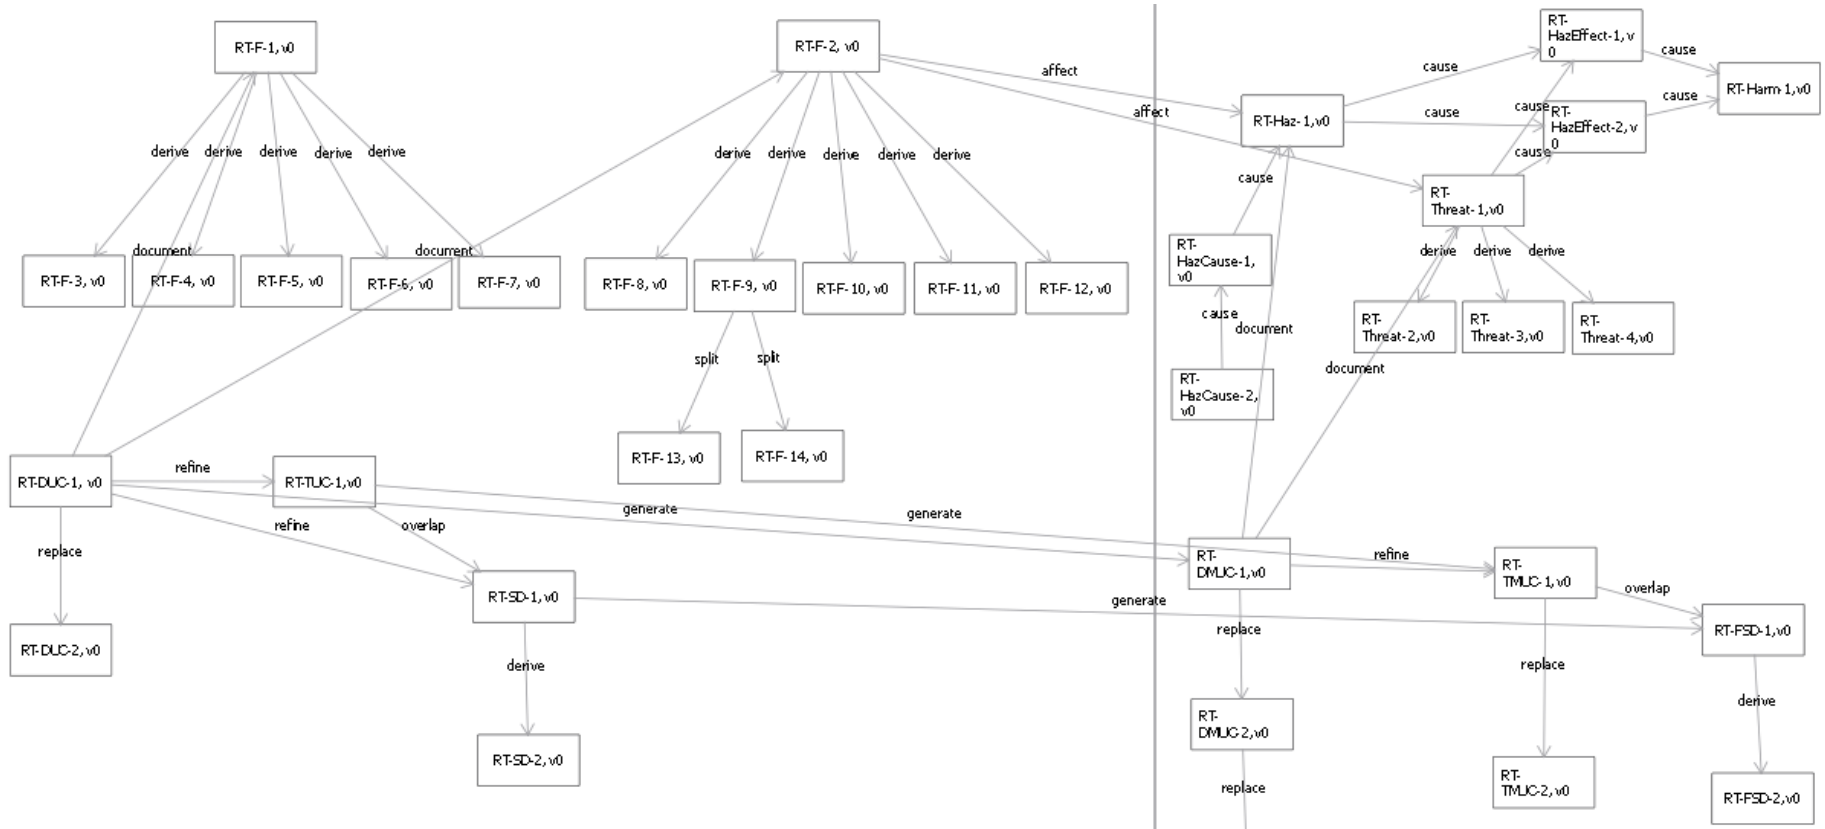 RT-F-1, v0
RT-F-2, v0
RT-
HazEffect-1, v
0
cause
affect
cause
RT-Harm-1, v0
cause
affect
cause
cause
RT-Haz-1, v0
RT-
HazEffect-2, v
0
derive
derive
derive
derive
derive
derive
derive
derive
derive
derive
cause
cause
RT-
Threat-1, v0
document
document
derive
derive
derive
RT-F-3, v0
RT-F-4, v0
RT-F-5, v0
RT-F-6, v0
RT-F-7, v0
RT-F-8, v0
RT-F-9, v0
RT-F-10, v0
RT-F-11, v0
RT-F-12, v0
RT-
HazCause-1,
v0
cause
document
RT-
Threat-2, v0
RT-
Threat-3, v0
RT-
Threat-4, v0
split
split
document
RT-
HazCause-2,
v0
RT-F-13, v0
RT-F-14, v0
RT-DUC-1, v0
refine
RT-TUC-1, v0
generate
generate
refine
overlap
replace
RT-
DMUC-1, v0
refine
RT-
TMUC-1, v0
overlap
RT-SD-1, v0
generate
replace
RT-FSD-1, v0
RT-DUC-2, v0
derive
replace
derive
RT-
DMUC-2, v0
RT-SD-2, v0
replace
RT-
TMUC-2, v0
RT-FSD-2, v0